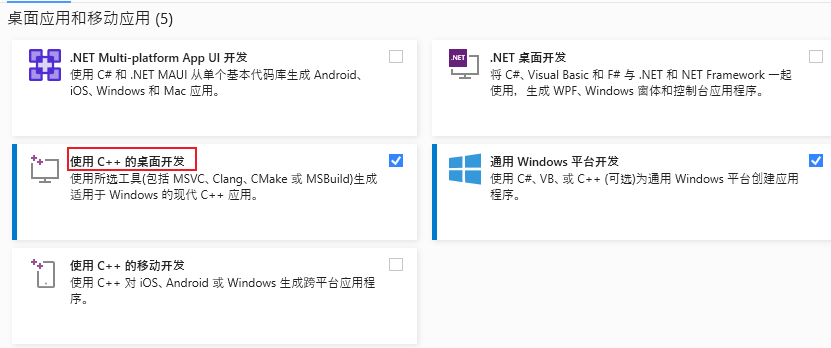 桌面应用和移动应用 (5)
.NET Multi-platform App UI 开发
使用 C# 和 .NET MAUI 从单个基本代码库生成 Android、
iOS、Windows 和 Mac 应用。
.NET
.NET 桌面开发
将 C#、Visual Basic 和 F# 与 .NET 和 NET Framework 一起
使用，生成 WPF、Windows 窗体和控制台应用程序。
使用 C++ 的桌面开发
使用所选工具(包括 MSVC、Clang、CMake 或 MSBuild)生成
适用于 Windows 的现代 C++ 应用。
通用 Windows 平台开发
使用 C#、VB、或 C++ (可选)为通用 Windows 平台创建应用
程序。
使用 C++ 的移动开发
使用 C++ 对 iOS、Android 或 Windows 生成跨平台应用程
序。